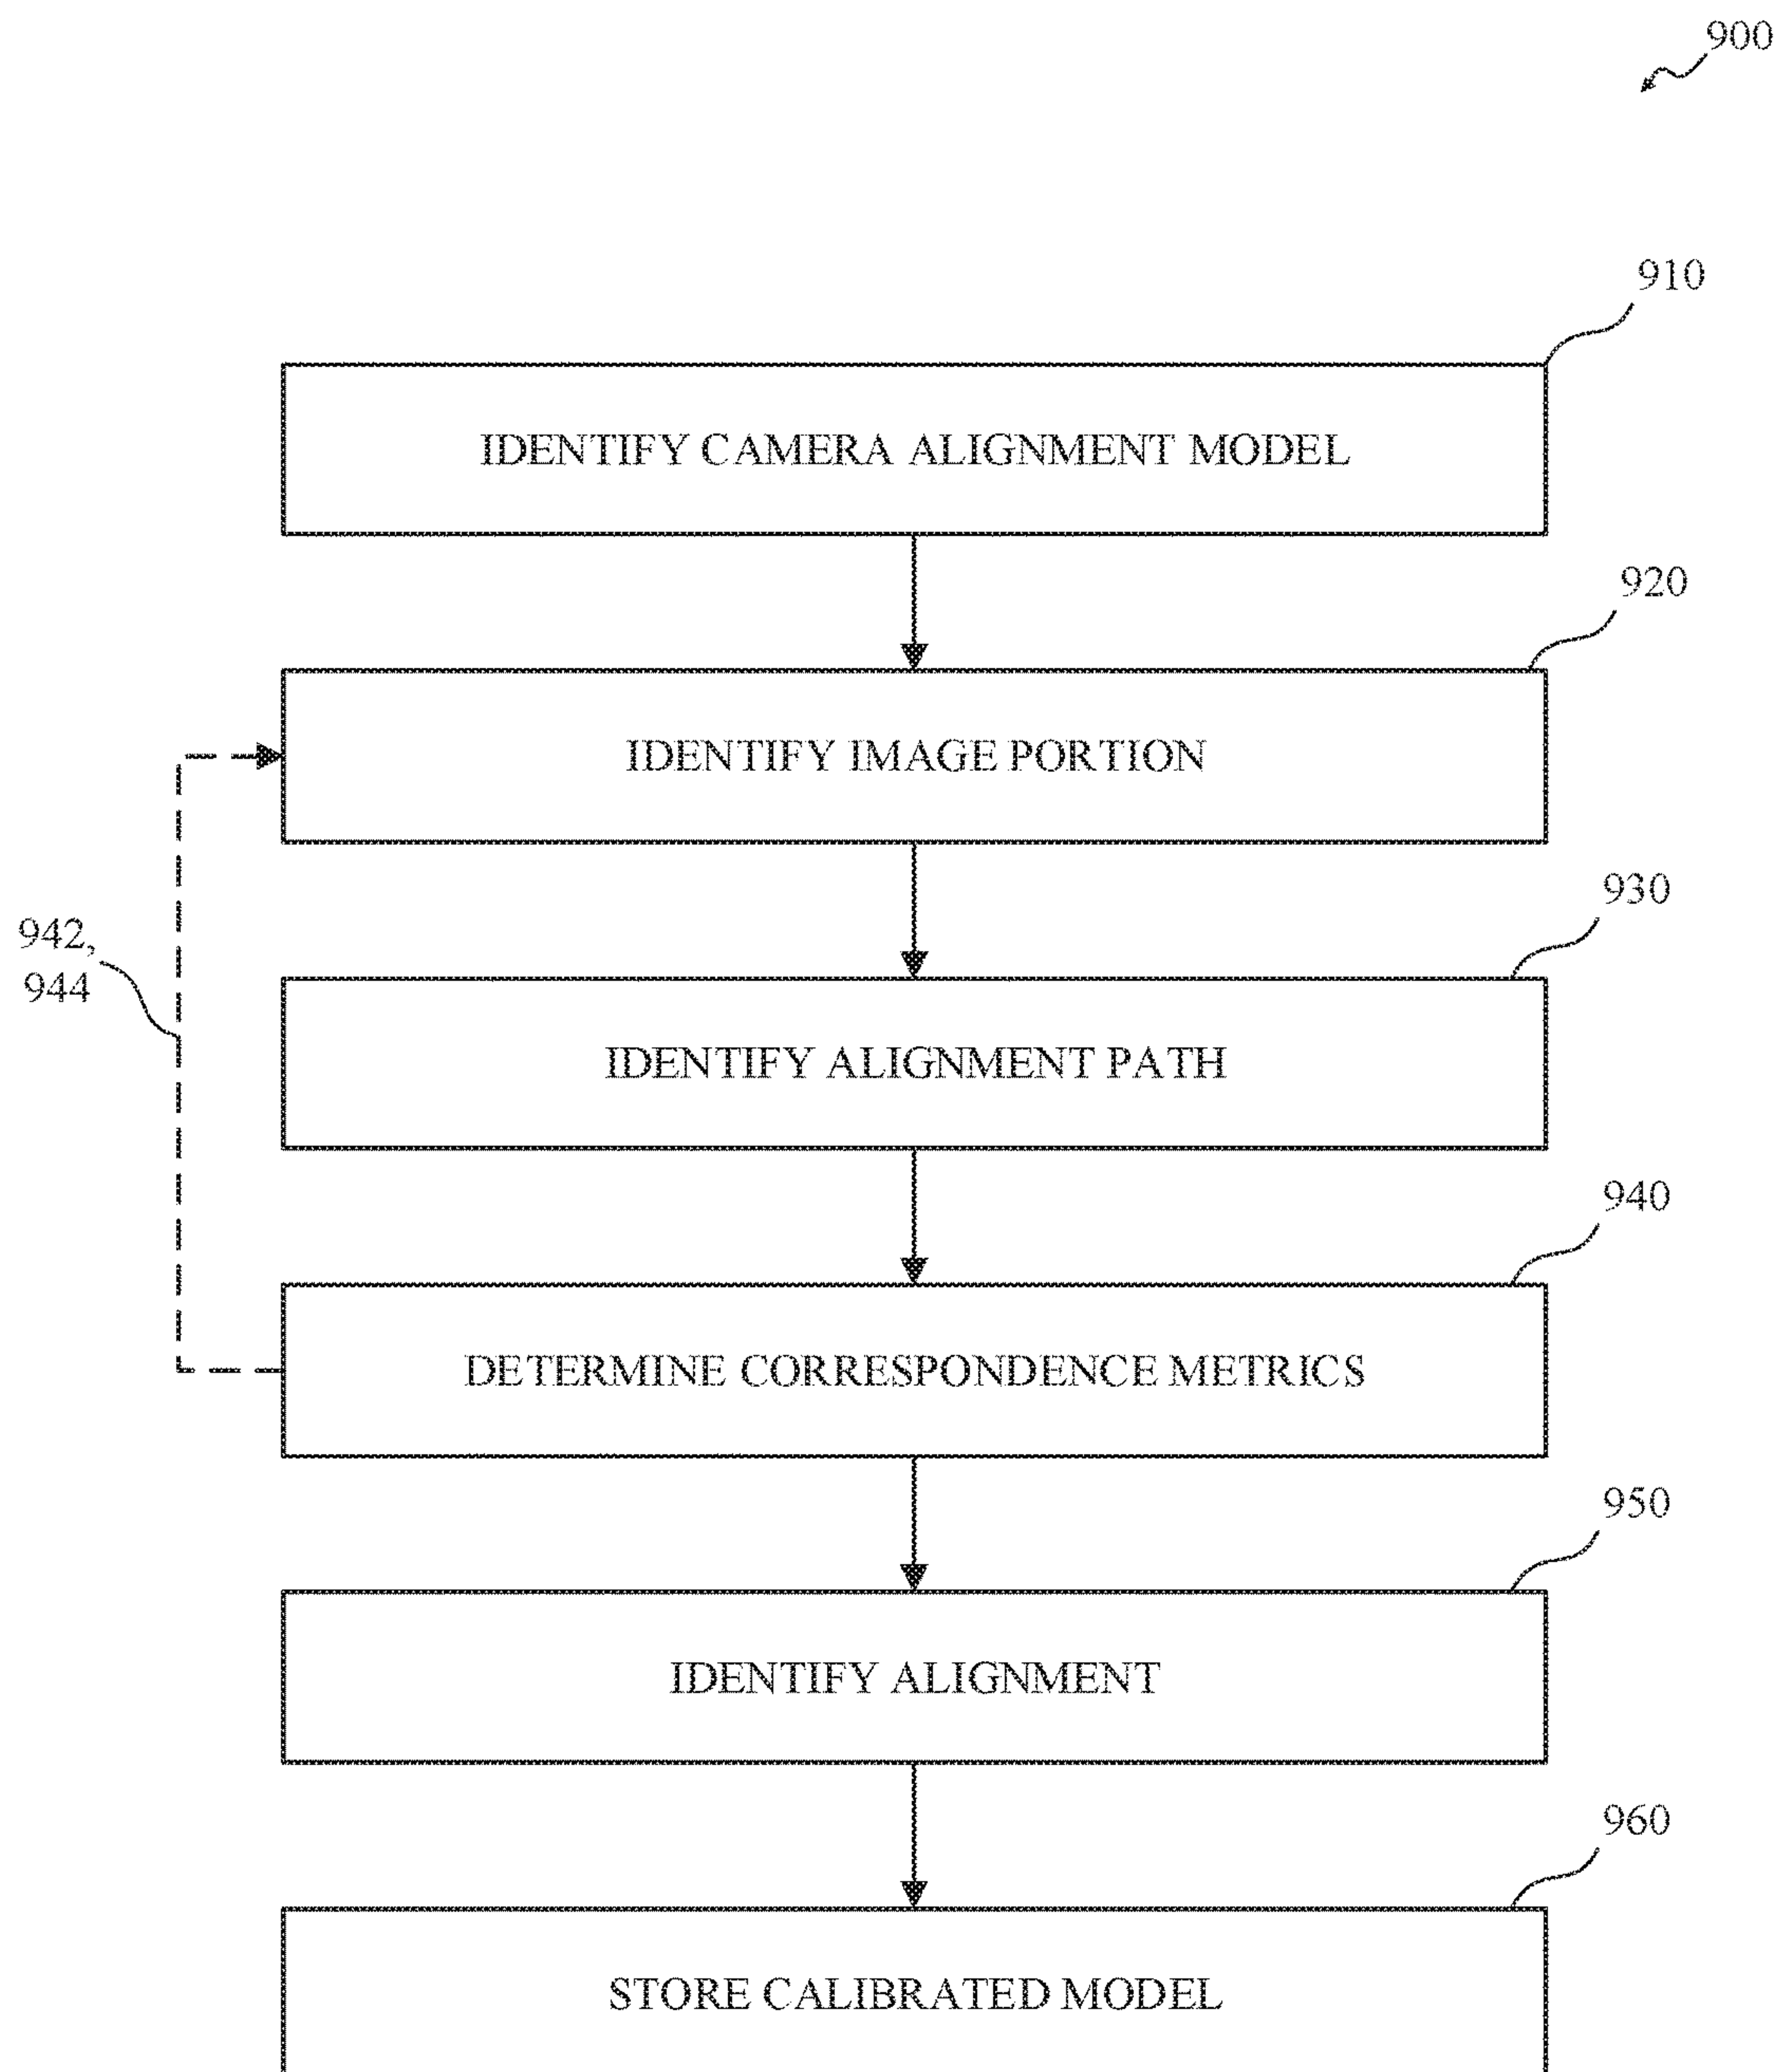 900
910
IDENTIFY CAMERA ALIGNMENT MODEL
920
IDENTIFY IMAGE PORTION
930
942,
944
IDENTIFY ALIGNMENT PATH
940
DETERMINE CORRESPONDENCE METRICS
950
IDENTIFY ALIGNMENT
960
STORE CALIBRATED MODEL